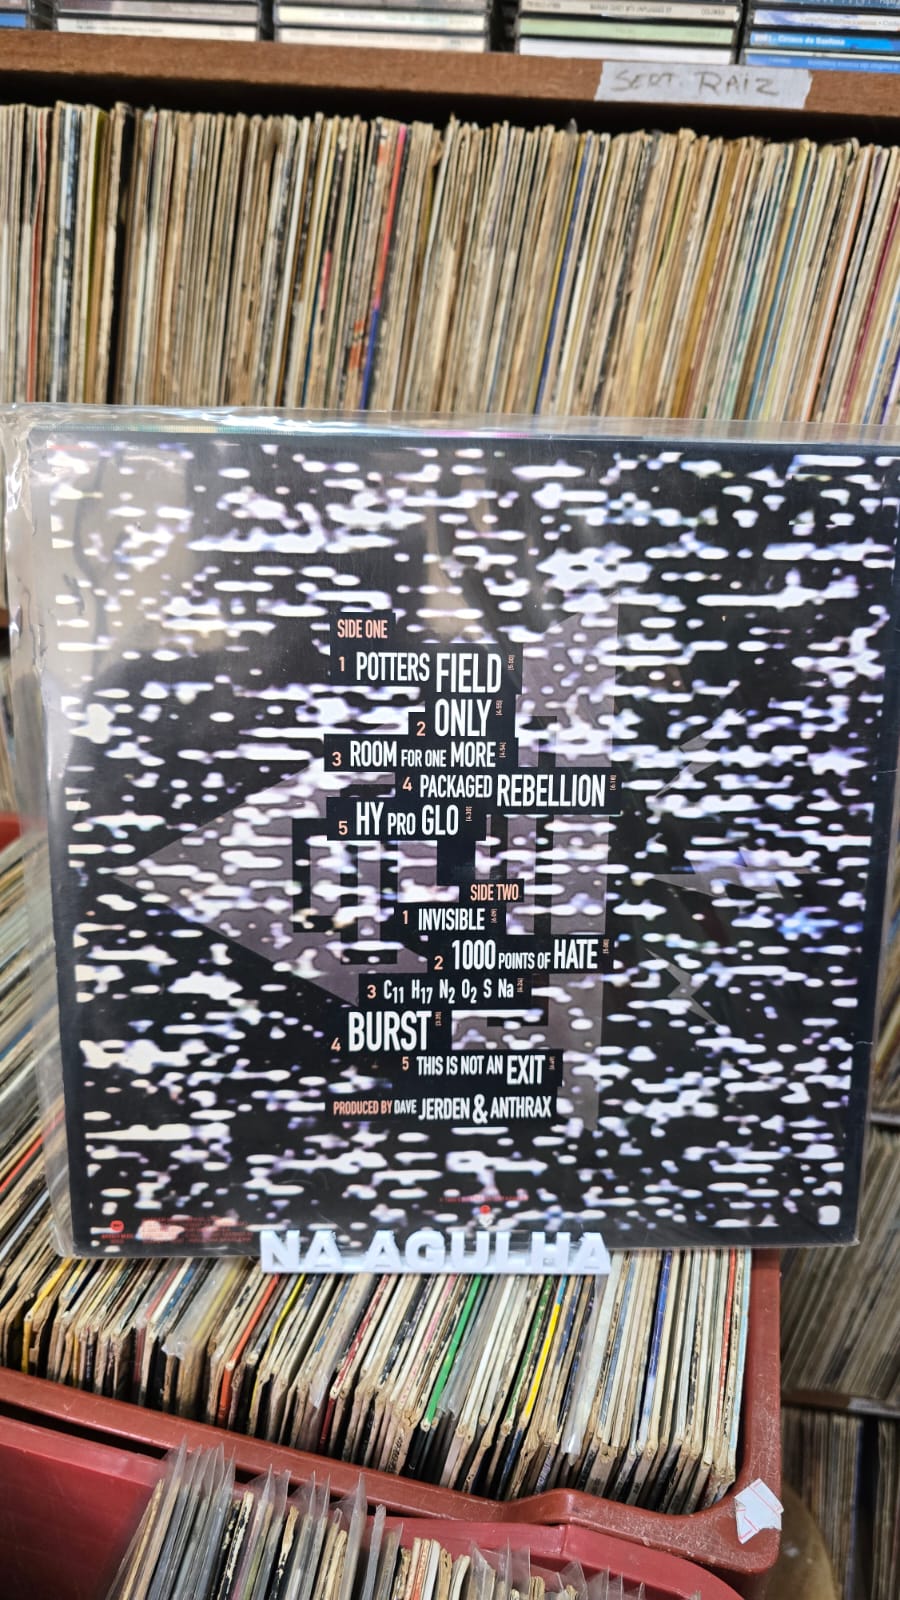 SERT. RAIZ
SIDE ONE
1 POTTERS FIELD
2 ONLY
3 ROOM FOR ONE MORE
4 PACKAGED REBELLION
5 HY PRO GLO
SIDE TWO
1 INVISIBLE
2 1000 POINTS OF HATE
3 C11 H17 N2 O2 S Na
4 BURST
5 THIS IS NOT AN EXIT
PRODUCED BY DAVE JERDEN & ANTHRAX
NA AGULHA